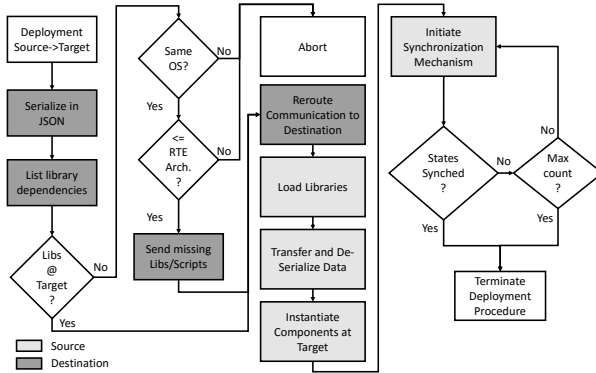 Deployment
Source->Target
Serialize in
JSON
List library
dependencies
Libs
@
Target
?
No
Yes
Same
OS?
No
Yes
<=
RTE
Arch.
?
No
Yes
Send missing
Libs/Scripts
Abort
Reroute
Communication to
Destination
Load Libraries
Transfer and De-
Serialize Data
Instantiate
Components at
Target
Initiate
Synchronization
Mechanism
States
Synched
?
No
Yes
Max
count
?
No
Yes
Terminate
Deployment
Procedure
Source
Destination